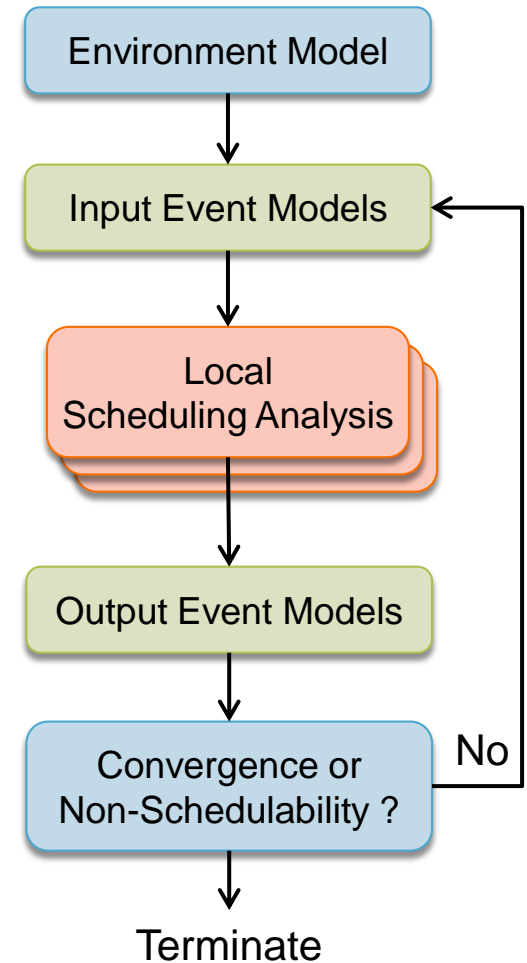 Environment Model
Input Event Models
Local
Scheduling Analysis
Output Event Models
Convergence or
Non-Schedulability ?
No
Terminate